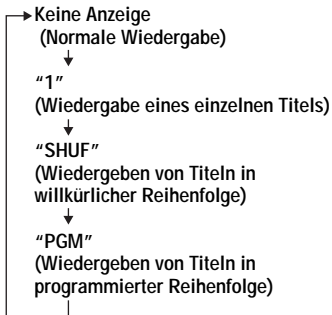 Keine Anzeige
(Normale Wiedergabe)
“1”
(Wiedergabe eines einzelnen Titels)
“SHUF”
(Wiedergeben von Titeln in
willkürlicher Reihenfolge)
“PGM”
(Wiedergeben von Titeln in
programmierter Reihenfolge)